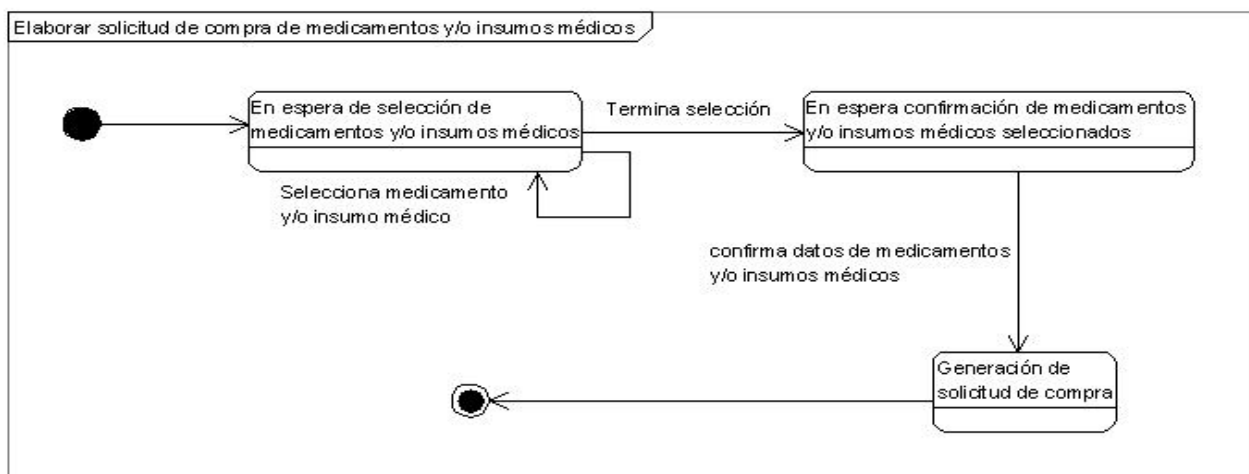 Elaborar solicitud de compra de medicamentos y/o insumos médicos
En espera de selección de
medicamentos y/o insumos médicos
Termina selección
En espera confirmación de medicamentos
y/o insumos médicos seleccionados
Selecciona medicamento
y/o insumo médico
confirma datos de medicamentos
y/o insumos médicos
Generación de
solicitud de compra